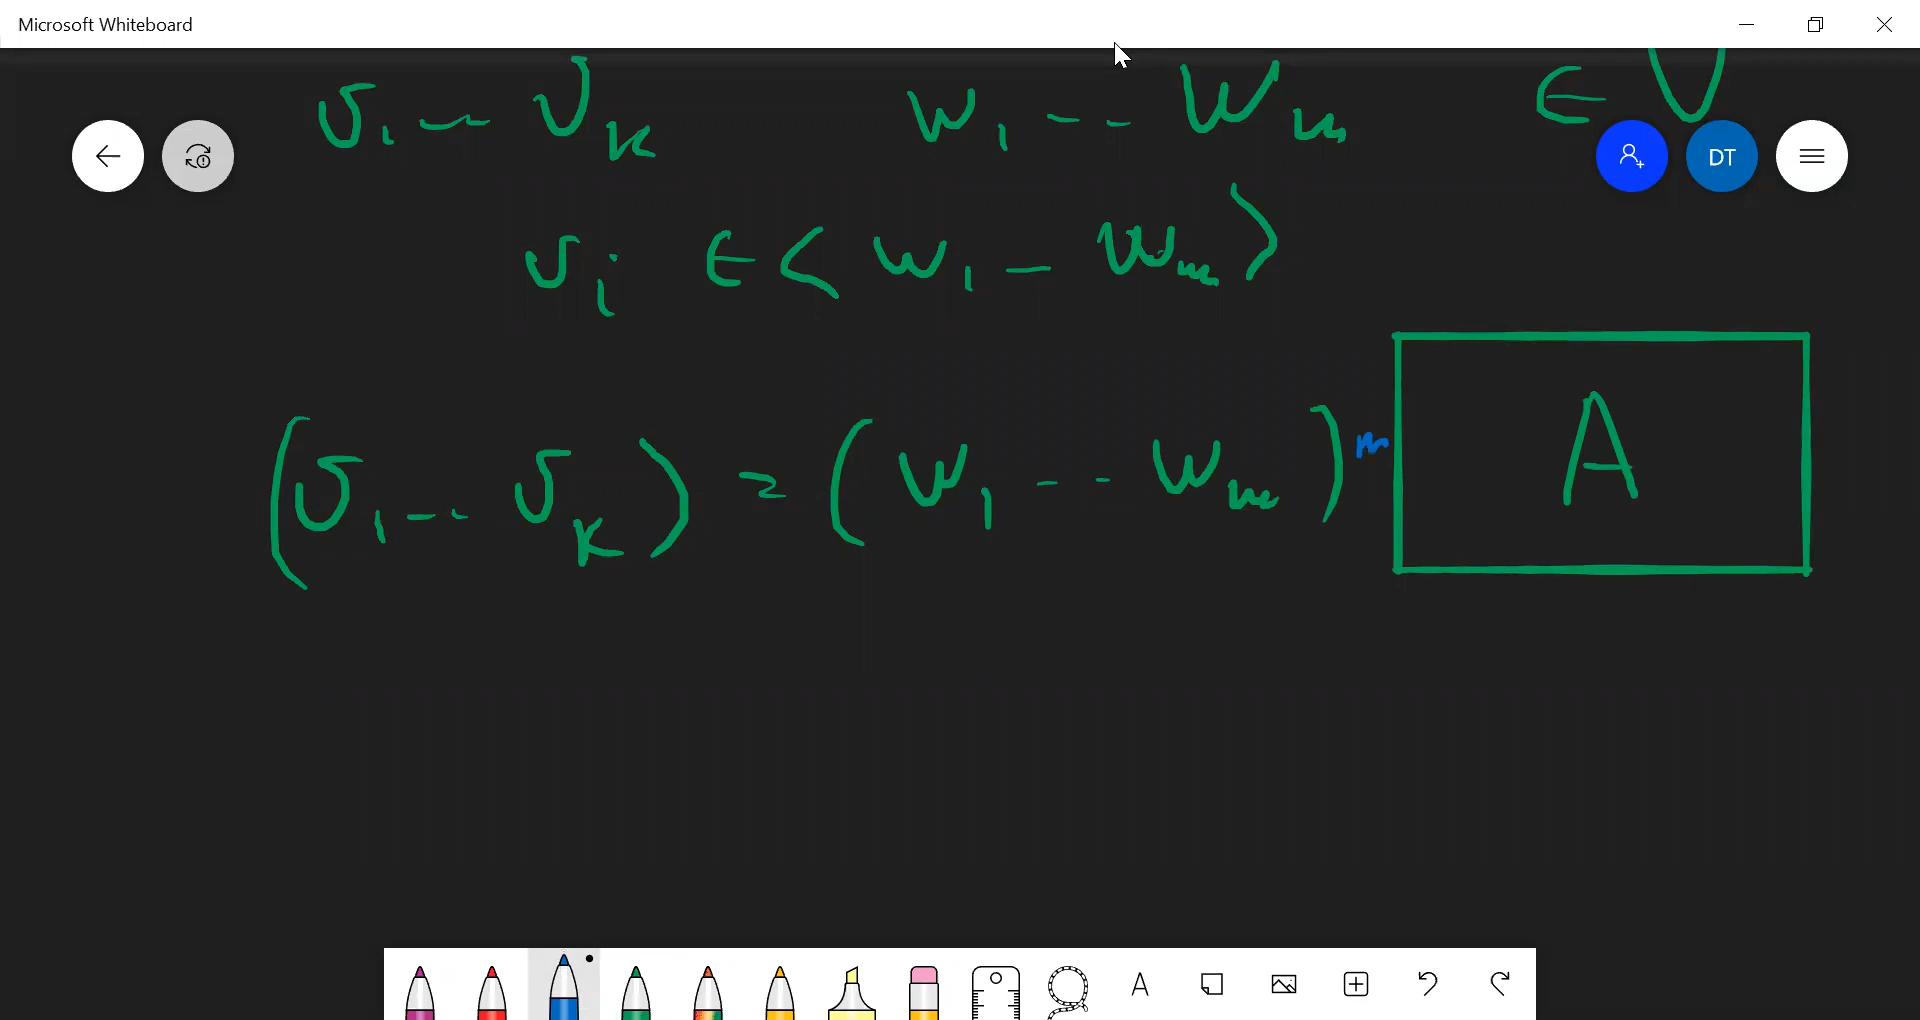 Microsoft Whiteboard
v₁ -- v_k w₁ -- w_m ∈ V
DT
v_i ∈ < w₁ - w_m >
(v₁ -- v_k) = (w₁ -- w_m) m A
A